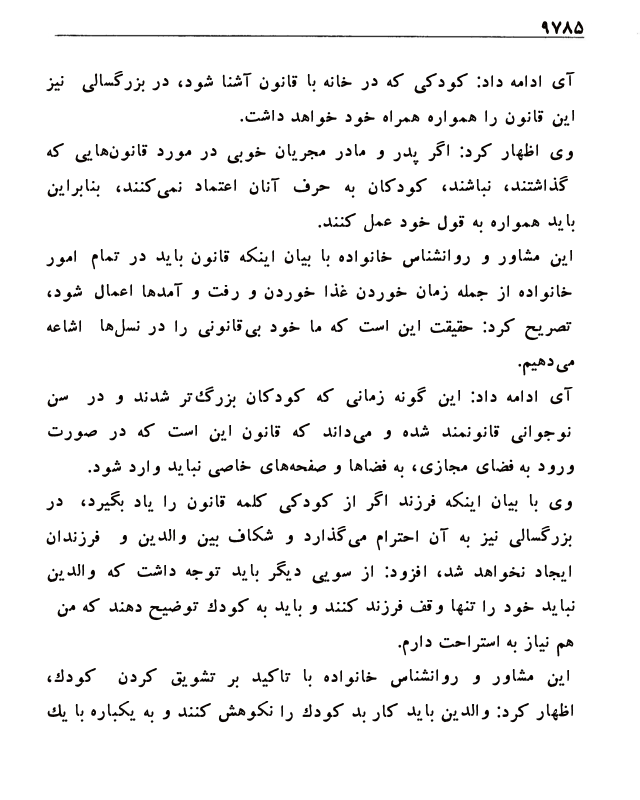 ۹۷۸۵
آی ادامه داد: کودکی که در خانه با قانون آشنا شود، در بزرگسالی نیز
این قانون را همواره همراه خود خواهد داشت.
وی اظهار کرد: اگر پدر و مادر مجریان خوبی در مورد قانون‌هایی که
گذاشتند، نباشند، کودکان به حرف آنان اعتماد نمی‌کنند، بنابراین
باید همواره به قول خود عمل کنند.
این مشاور و روانشناس خانواده با بیان اینکه قانون باید در تمام امور
خانواده از جمله زمان خوردن غذا خوردن و رفت و آمدها اعمال شود،
تصریح کرد: حقیقت این است که ما خود بی‌قانونی را در نسل‌ها اشاعه
می‌دهیم.
آی ادامه داد: این گونه زمانی که کودکان بزرگ‌تر شدند و در سن
نوجوانی قانونمند شده و می‌داند که قانون این است که در صورت
ورود به فضای مجازی، به فضاها و صفحه‌های خاصی نباید وارد شود.
وی با بیان اینکه فرزند اگر از کودکی کلمه قانون را یاد بگیرد، در
بزرگسالی نیز به آن احترام می‌گذارد و شکاف بین والدین و فرزندان
ایجاد نخواهد شد، افزود: از سویی دیگر باید توجه داشت که والدین
نباید خود را تنها وقف فرزند کنند و باید به کودك توضیح دهند که من
هم نیاز به استراحت دارم.
این مشاور و روانشناس خانواده با تاکید بر تشویق کردن کودك،
اظهار کرد: والدین باید کار بد کودك را نکوهش کنند و به یکباره با یك